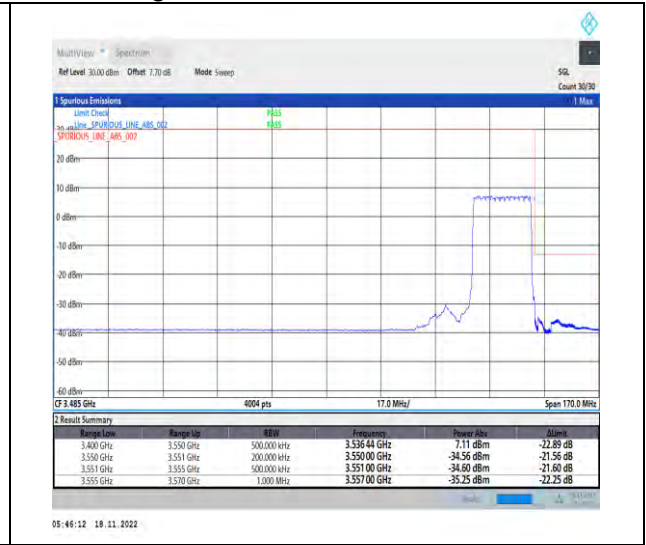 MultiView Spectrum
Ref Level 30.00 dBm Offset 7.70 dB Mode Sweep SGL
Count 30/30
1 Spurious Emissions 1 Max
Limit Check PASS
Line _SPURIOUS_LINE_ABS_002 PASS
_SPURIOUS_LINE_ABS_002
20 dBm
10 dBm
0 dBm
-10 dBm
-20 dBm
-30 dBm
-40 dBm
-50 dBm
-60 dBm
CF 3.485 GHz 4004 pts 17.0 MHz/ Span 170.0 MHz
2 Result Summary
Range Low Range Up RBW Frequency Power Abs ΔLimit
3.400 GHz 3.550 GHz 500.000 kHz 3.536 44 GHz 7.11 dBm -22.89 dB
3.550 GHz 3.551 GHz 200.000 kHz 3.550 00 GHz -34.56 dBm -21.56 dB
3.551 GHz 3.555 GHz 500.000 kHz 3.551 00 GHz -34.60 dBm -21.60 dB
3.555 GHz 3.570 GHz 1.000 MHz 3.557 00 GHz -35.25 dBm -22.25 dB
05:46:12 18.11.2022